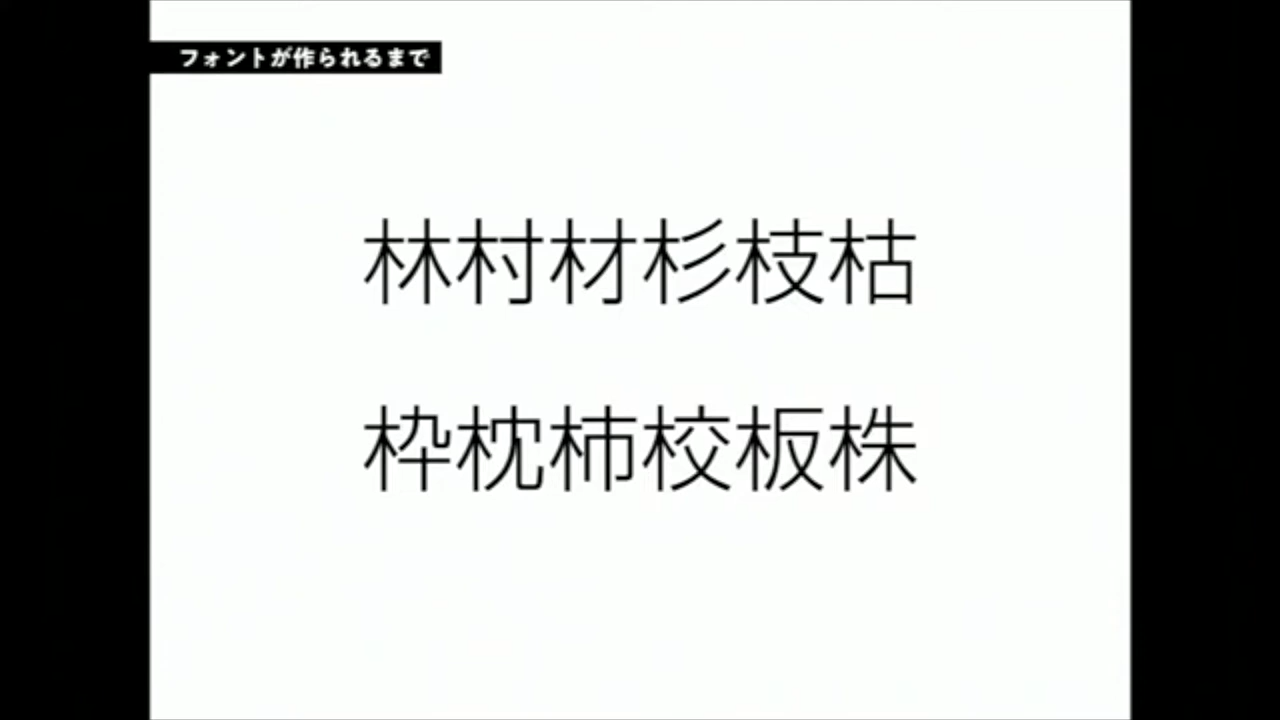 フォントが作られるまで
林村材杉枝枯
枠枕柿校板株